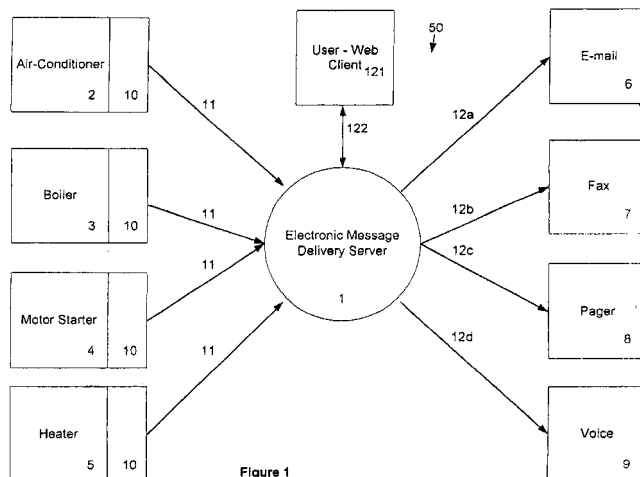 Air-Conditioner
2 10
11
User - Web
Client
121
50
E-mail
6
12a
122
Boiler
3 10
11
Electronic Message
Delivery Server
1
12b
Fax
7
12c
11
Motor Starter
4 10
Pager
8
12d
11
Heater
5 10
Voice
9
Figure 1